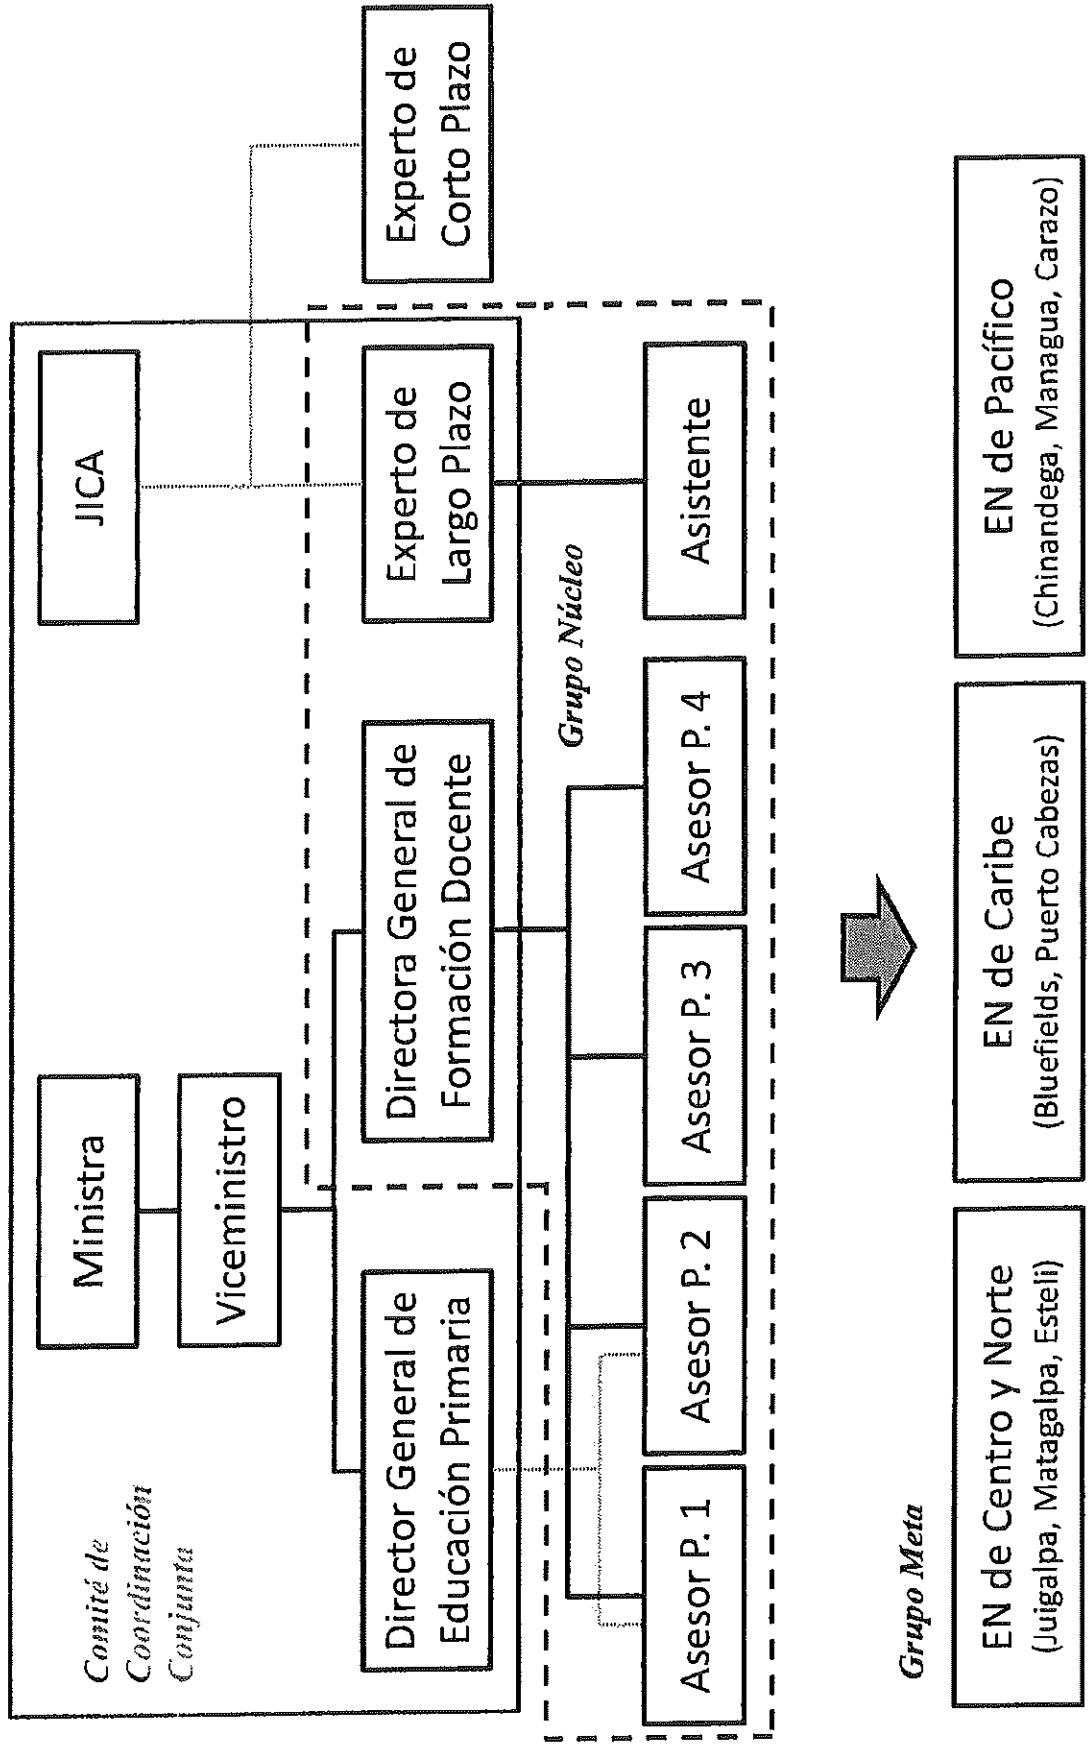 Comité de
Coordinación
Conjunta
Ministra
JICA
Viceministro
Director General de
Educación Primaria
Directora General de
Formación Docente
Experto de
Largo Plazo
Experto de
Corto Plazo
Grupo Núcleo
Asesor P. 1
Asesor P. 2
Asesor P. 3
Asesor P. 4
Asistente
Grupo Meta
EN de Centro y Norte
(Juigalpa, Matagalpa, Esteli)
EN de Caribe
(Bluefields, Puerto Cabezas)
EN de Pacífico
(Chinandega, Managua, Carazo)